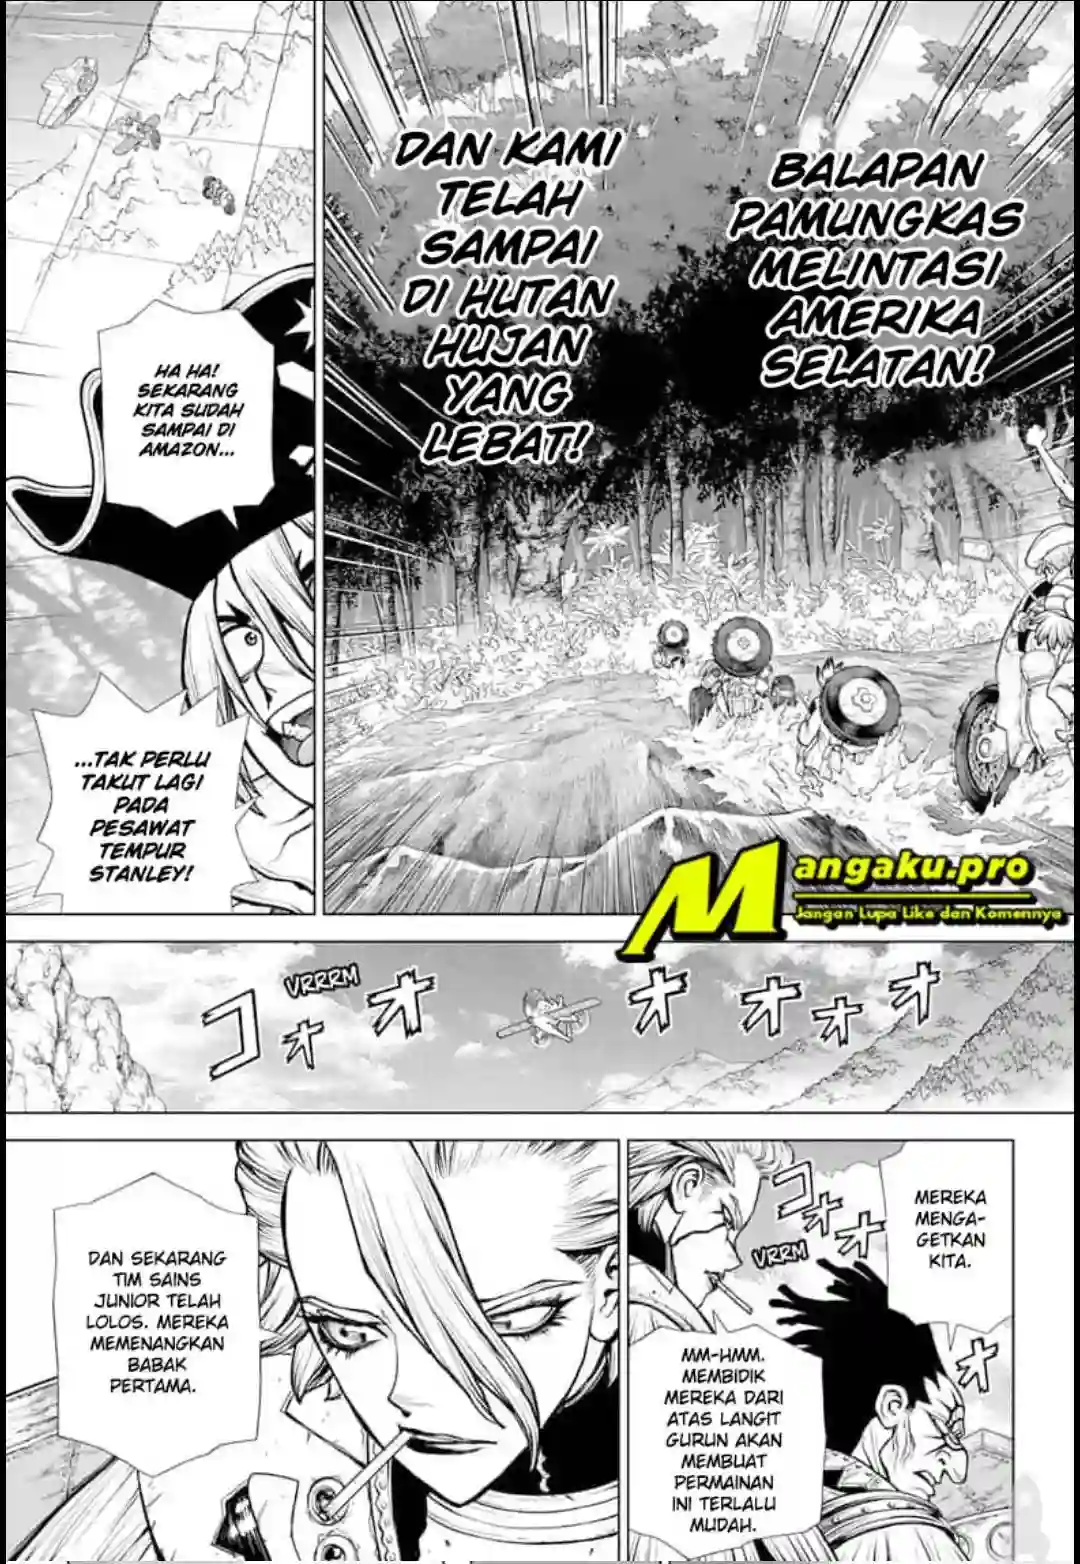 BALAPAN
PAMUNGKAS
MELINTASI
AMERIKA
SELATAN!
DAN KAMI
TELAH
SAMPAI
DI HUTAN
HUJAN
YANG
LEBAT!
HA HA!
SEKARANG
KITA SUDAH
SAMPAI DI
AMAZON...
...TAK PERLU
TAKUT LAGI
PADA
PESAWAT
TEMPUR
STANLEY!
Mangaku.pro
Jangan Lupa Like dan Komennya
VRRRM
ゴォオ オオォオ
MEREKA
MENGA-
GETKAN
KITA.
ゴォオ
VRRM
オ
MM-HMM.
MEMBIDIK
MEREKA DARI
ATAS LANGIT
GURUN AKAN
MEMBUAT
PERMAINAN
INI TERLALU
MUDAH.
DAN SEKARANG
TIM SAINS
JUNIOR TELAH
LOLOS. MEREKA
MEMENANGKAN
BABAK
PERTAMA.